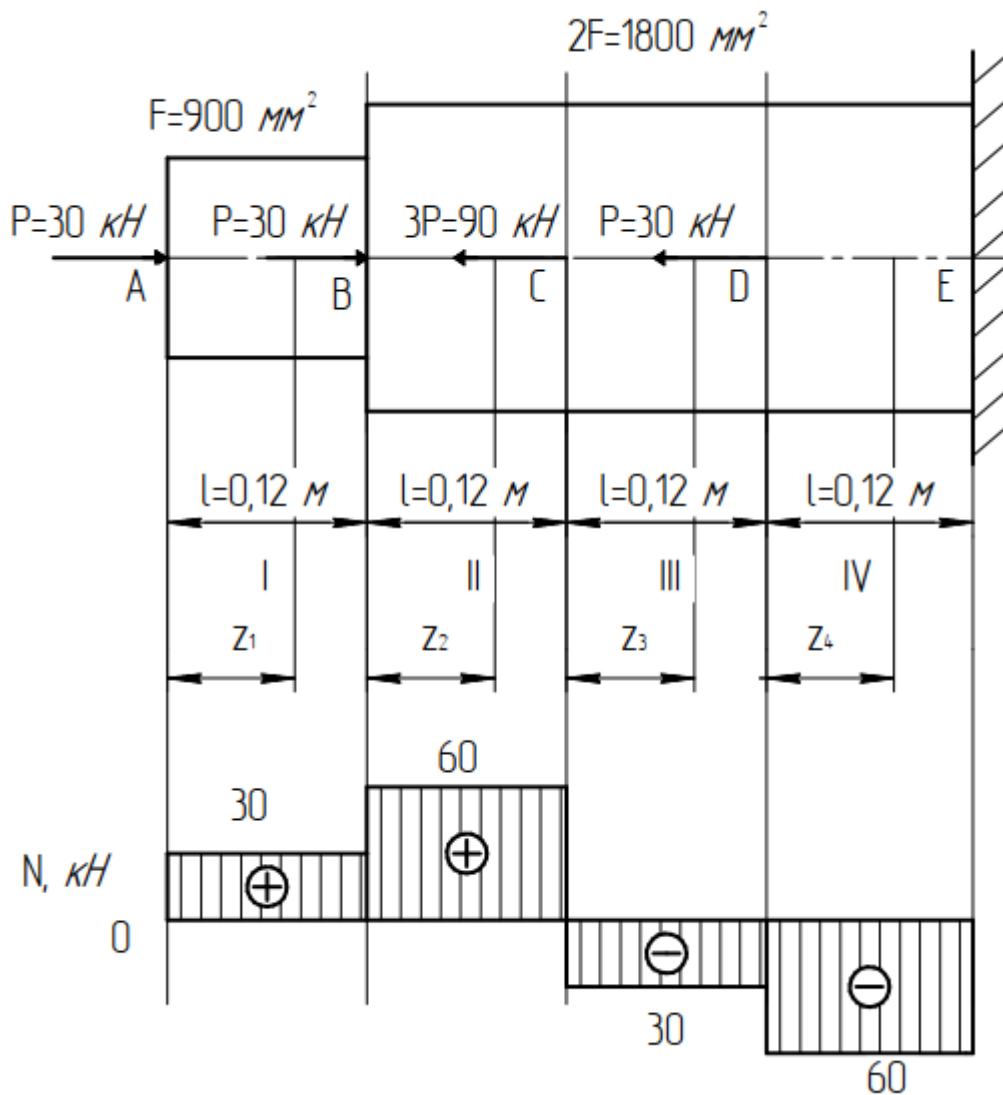 2F=1800 мм²
F=900 мм²
P=30 кН P=30 кН 3P=90 кН P=30 кН
A B C D E
l=0,12 м l=0,12 м l=0,12 м l=0,12 м
I II III IV
z₁ z₂ z₃ z₄
60
30
N, кН
0
30
60